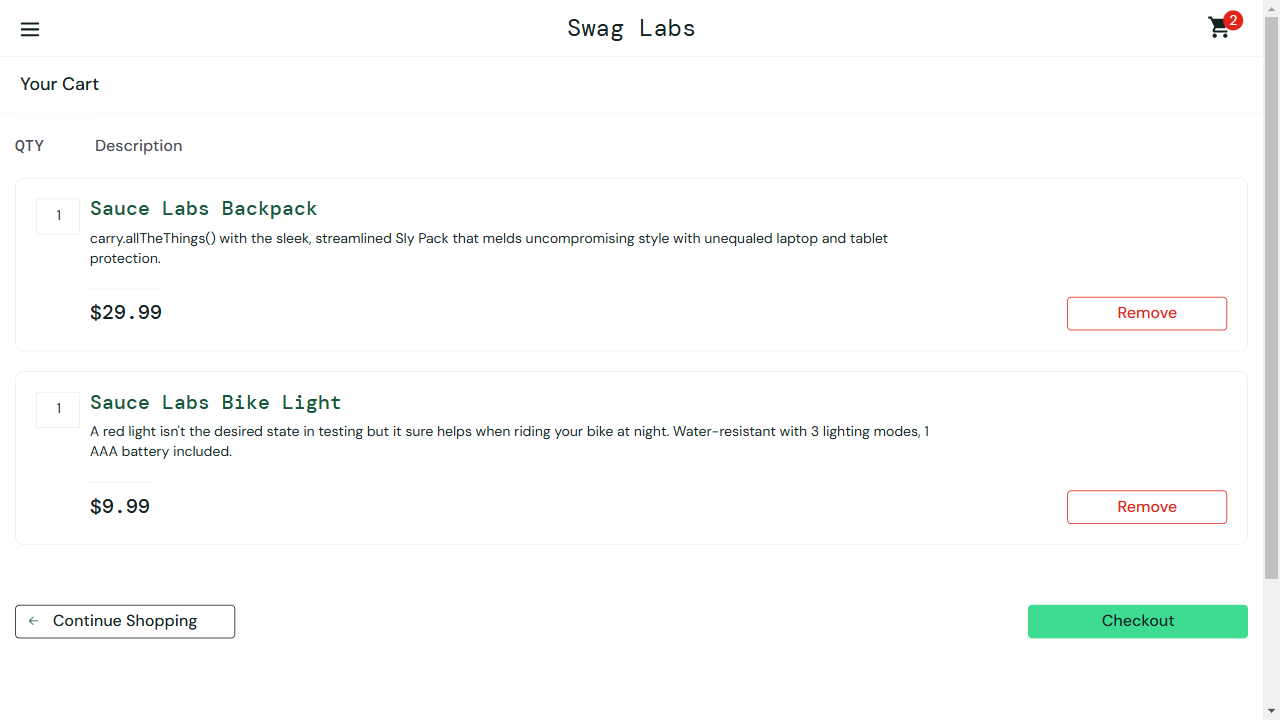 Swag Labs
2
Your Cart
QTY Description
1
Sauce Labs Backpack
carry.allTheThings() with the sleek, streamlined Sly Pack that melds uncompromising style with unequaled laptop and tablet
protection.
$29.99
Remove
1
Sauce Labs Bike Light
A red light isn't the desired state in testing but it sure helps when riding your bike at night. Water-resistant with 3 lighting modes, 1
AAA battery included.
$9.99
Remove
Continue Shopping
Checkout